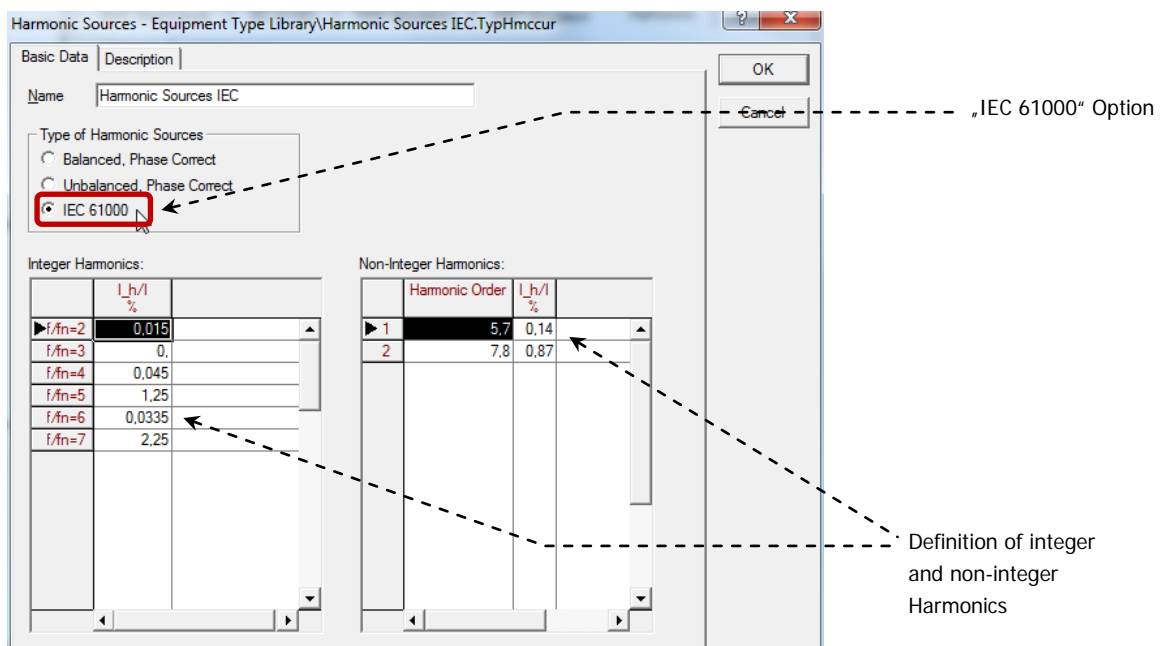 Harmonic Sources - Equipment Type Library\Harmonic Sources IEC.TypHmccur
Basic Data Description
OK
Name Harmonic Sources IEC
Cancel
„IEC 61000“ Option
Type of Harmonic Sources
Balanced, Phase Correct
Unbalanced, Phase Correct
IEC 61000
Integer Harmonics: Non-Integer Harmonics:
I_h/I Harmonic Order I_h/I
% %
f/fn=2 0,015 1 5,7 0,14
f/fn=3 0, 2 7,8 0,87
f/fn=4 0,045
f/fn=5 1,25
f/fn=6 0,0335
f/fn=7 2,25
Definition of integer
and non-integer
Harmonics